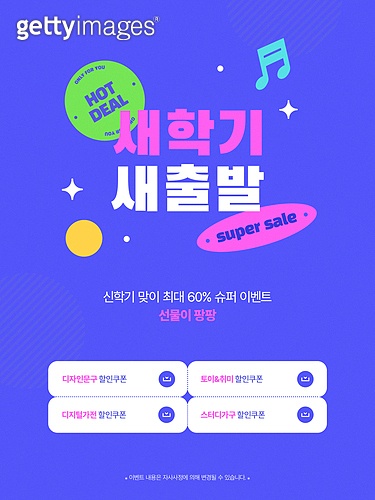 gettyimages®
ONLY FOR YOU
HOT
DEAL
ONLY FOR YOU
새학기
새출발
super sale
신학기 맞이 최대 60% 슈퍼 이벤트
선물이 팡팡
디자인문구 할인쿠폰
토이&취미 할인쿠폰
디지털가전 할인쿠폰
스터디가구 할인쿠폰
* 이벤트 내용은 자사사정에 의해 변경될 수 있습니다. *